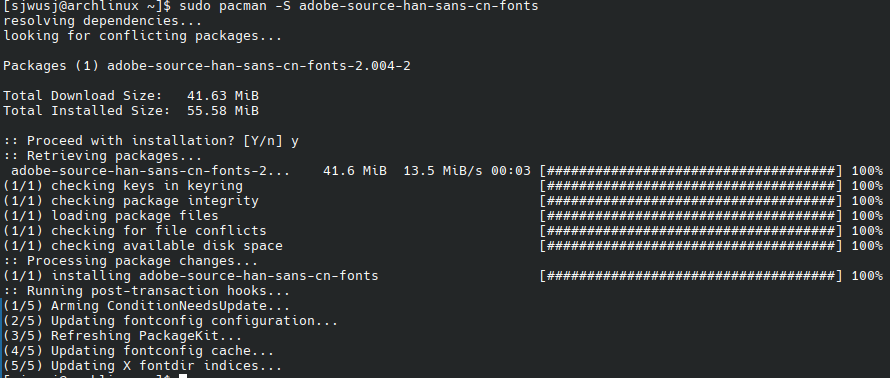 [sjwusj@archlinux ~]$ sudo pacman -S adobe-source-han-sans-cn-fonts
resolving dependencies...
looking for conflicting packages...
Packages (1) adobe-source-han-sans-cn-fonts-2.004-2
Total Download Size:   41.63 MiB
Total Installed Size:  55.58 MiB
:: Proceed with installation? [Y/n] y
:: Retrieving packages...
 adobe-source-han-sans-cn-fonts-2...    41.6 MiB  13.5 MiB/s 00:03 [####################################] 100%
(1/1) checking keys in keyring                                     [####################################] 100%
(1/1) checking package integrity                                   [####################################] 100%
(1/1) loading package files                                        [####################################] 100%
(1/1) checking for file conflicts                                  [####################################] 100%
(1/1) checking available disk space                                [####################################] 100%
:: Processing package changes...
(1/1) installing adobe-source-han-sans-cn-fonts                    [####################################] 100%
:: Running post-transaction hooks...
(1/5) Arming ConditionNeedsUpdate...
(2/5) Updating fontconfig configuration...
(3/5) Refreshing PackageKit...
(4/5) Updating fontconfig cache...
(5/5) Updating X fontdir indices...
[sjwusj@archlinux ~]$